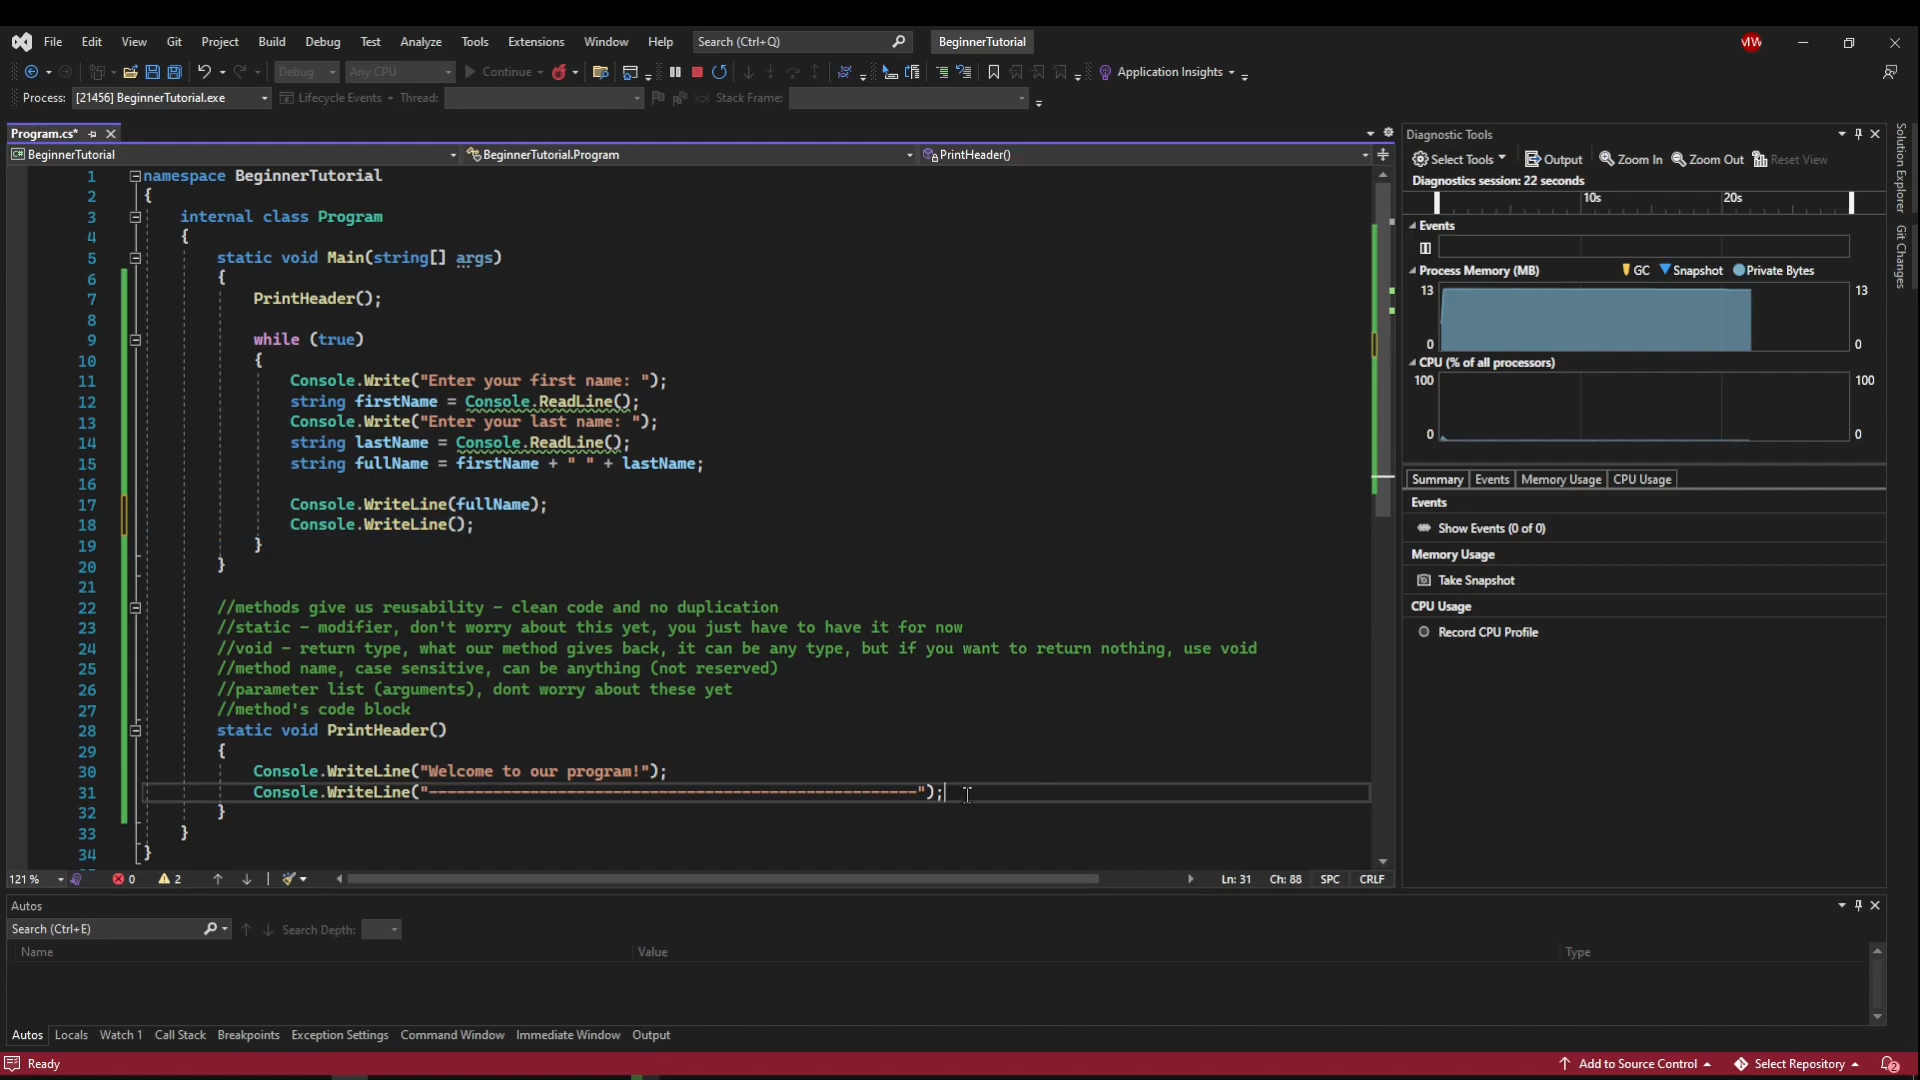 File Edit View Git Project Build Debug Test Analyze Tools Extensions Window Help Search (Ctrl+Q) BeginnerTutorial MW
Debug Any CPU Continue Application Insights
Process: [21456] BeginnerTutorial.exe Lifecycle Events Thread: Stack Frame:
Program.cs*
BeginnerTutorial BeginnerTutorial.Program PrintHeader()
1 namespace BeginnerTutorial
2 {
3 internal class Program
4 {
5 static void Main(string[] args)
6 {
7 PrintHeader();
8
9 while (true)
10 {
11 Console.Write("Enter your first name: ");
12 string firstName = Console.ReadLine();
13 Console.Write("Enter your last name: ");
14 string lastName = Console.ReadLine();
15 string fullName = firstName + " " + lastName;
16
17 Console.WriteLine(fullName);
18 Console.WriteLine();
19 }
20 }
21
22 //methods give us reusability - clean code and no duplication
23 //static - modifier, don't worry about this yet, you just have to have it for now
24 //void - return type, what our method gives back, it can be any type, but if you want to return nothing, use void
25 //method name, case sensitive, can be anything (not reserved)
26 //parameter list (arguments), dont worry about these yet
27 //method's code block
28 static void PrintHeader()
29 {
30 Console.WriteLine("Welcome to our program!");
31 Console.WriteLine("-----------------------------------------------------");
32 }
33 }
34 }
121 % 0 2 Ln: 31 Ch: 88 SPC CRLF
Diagnostic Tools
Select Tools Output Zoom In Zoom Out Reset View
Diagnostics session: 22 seconds
10s 20s
Events
Process Memory (MB) GC Snapshot Private Bytes
13 13
0 0
CPU (% of all processors)
100 100
0 0
Summary Events Memory Usage CPU Usage
Events
Show Events (0 of 0)
Memory Usage
Take Snapshot
CPU Usage
Record CPU Profile
Solution Explorer
Git Changes
Autos
Search (Ctrl+E) Search Depth:
Name Value Type
Autos Locals Watch 1 Call Stack Breakpoints Exception Settings Command Window Immediate Window Output
Ready Add to Source Control Select Repository 2